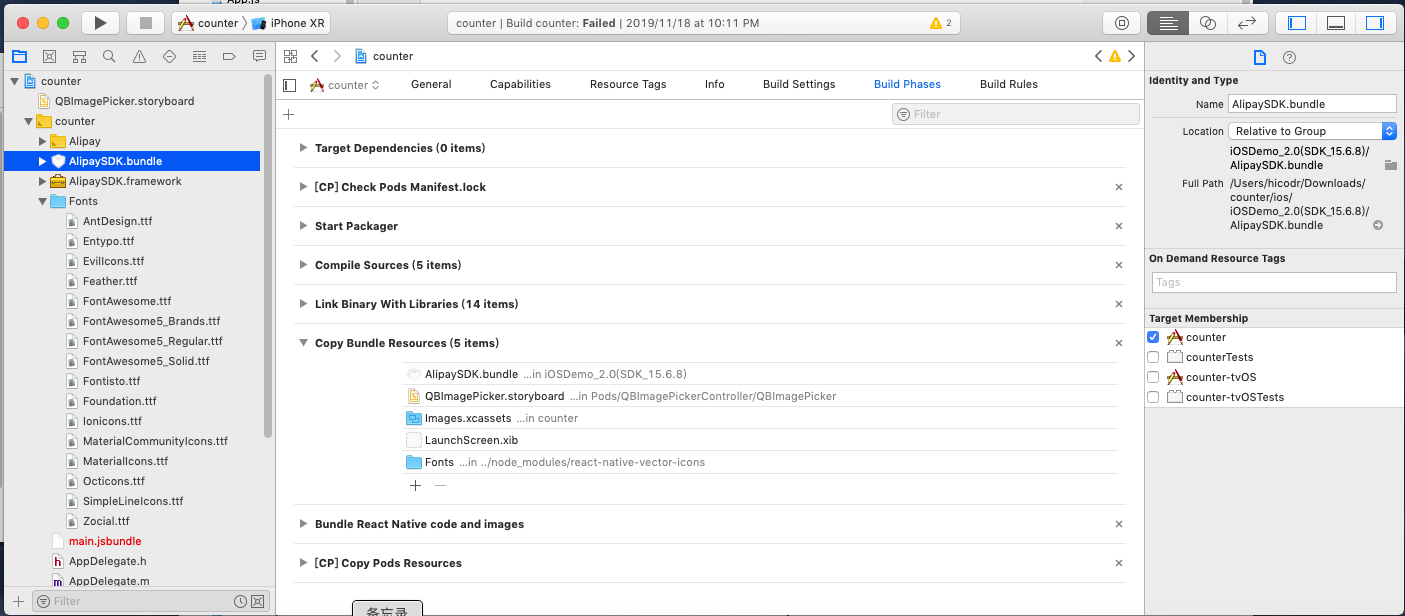 App.js
counter
iPhone XR
counter | Build counter: Failed | 2019/11/18 at 10:11 PM
2
counter
counter
General
Capabilities
Resource Tags
Info
Build Settings
Build Phases
Build Rules
Filter
counter
QBImagePicker.storyboard
counter
Alipay
AlipaySDK.bundle
AlipaySDK.framework
Fonts
AntDesign.ttf
Entypo.ttf
EvilIcons.ttf
Feather.ttf
FontAwesome.ttf
FontAwesome5_Brands.ttf
FontAwesome5_Regular.ttf
FontAwesome5_Solid.ttf
Fontisto.ttf
Foundation.ttf
Ionicons.ttf
MaterialCommunityIcons.ttf
MaterialIcons.ttf
Octicons.ttf
SimpleLineIcons.ttf
Zocial.ttf
main.jsbundle
h AppDelegate.h
m AppDelegate.m
Filter
Target Dependencies (0 items)
[CP] Check Pods Manifest.lock
Start Packager
Compile Sources (5 items)
Link Binary With Libraries (14 items)
Copy Bundle Resources (5 items)
AlipaySDK.bundle ...in iOSDemo_2.0(SDK_15.6.8)
QBImagePicker.storyboard ...in Pods/QBImagePickerController/QBImagePicker
Images.xcassets ...in counter
LaunchScreen.xib
Fonts ...in ../node_modules/react-native-vector-icons
Bundle React Native code and images
[CP] Copy Pods Resources
备忘录
Identity and Type
Name AlipaySDK.bundle
Location Relative to Group
iOSDemo_2.0(SDK_15.6.8)/
AlipaySDK.bundle
Full Path /Users/hicodr/Downloads/
counter/ios/
iOSDemo_2.0(SDK_15.6.8)/
AlipaySDK.bundle
On Demand Resource Tags
Tags
Target Membership
counter
counterTests
counter-tvOS
counter-tvOSTests